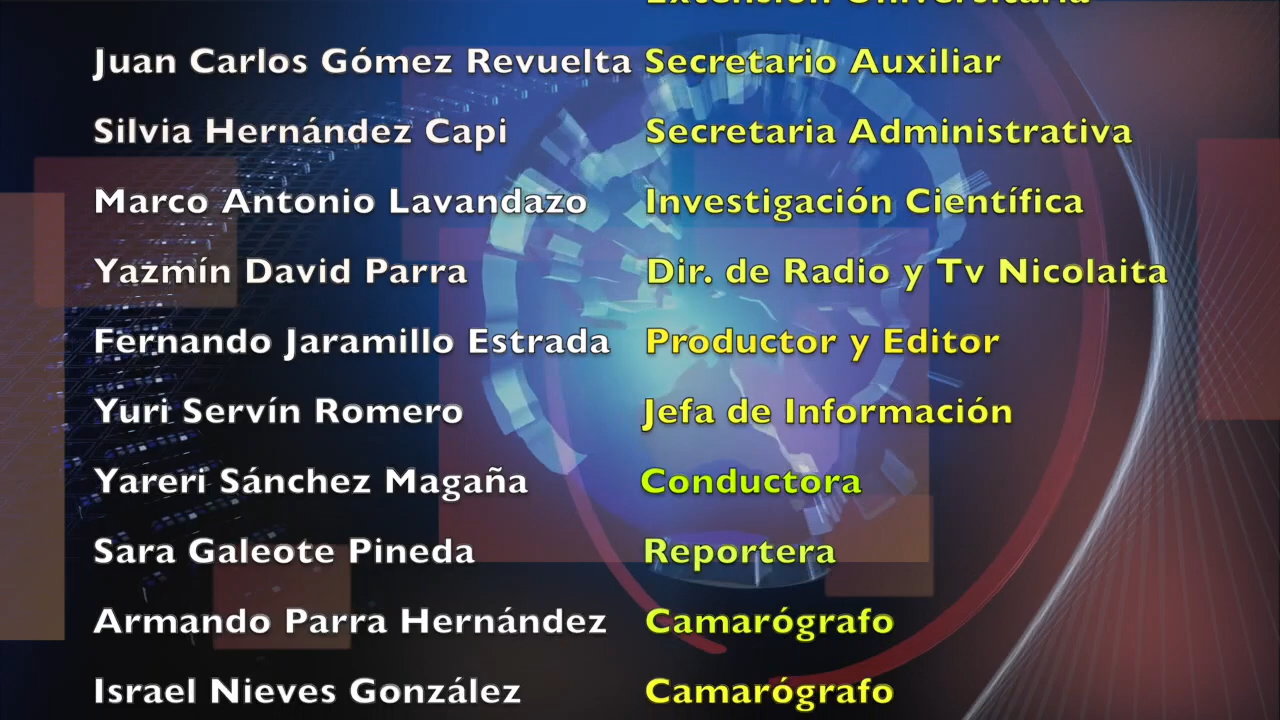 Extensión Universitaria
Juan Carlos Gómez Revuelta Secretario Auxiliar
Silvia Hernández Capi Secretaria Administrativa
Marco Antonio Lavandazo Investigación Científica
Yazmín David Parra Dir. de Radio y Tv Nicolaita
Fernando Jaramillo Estrada Productor y Editor
Yuri Servín Romero Jefa de Información
Yareri Sánchez Magaña Conductora
Sara Galeote Pineda Reportera
Armando Parra Hernández Camarógrafo
Israel Nieves González Camarógrafo